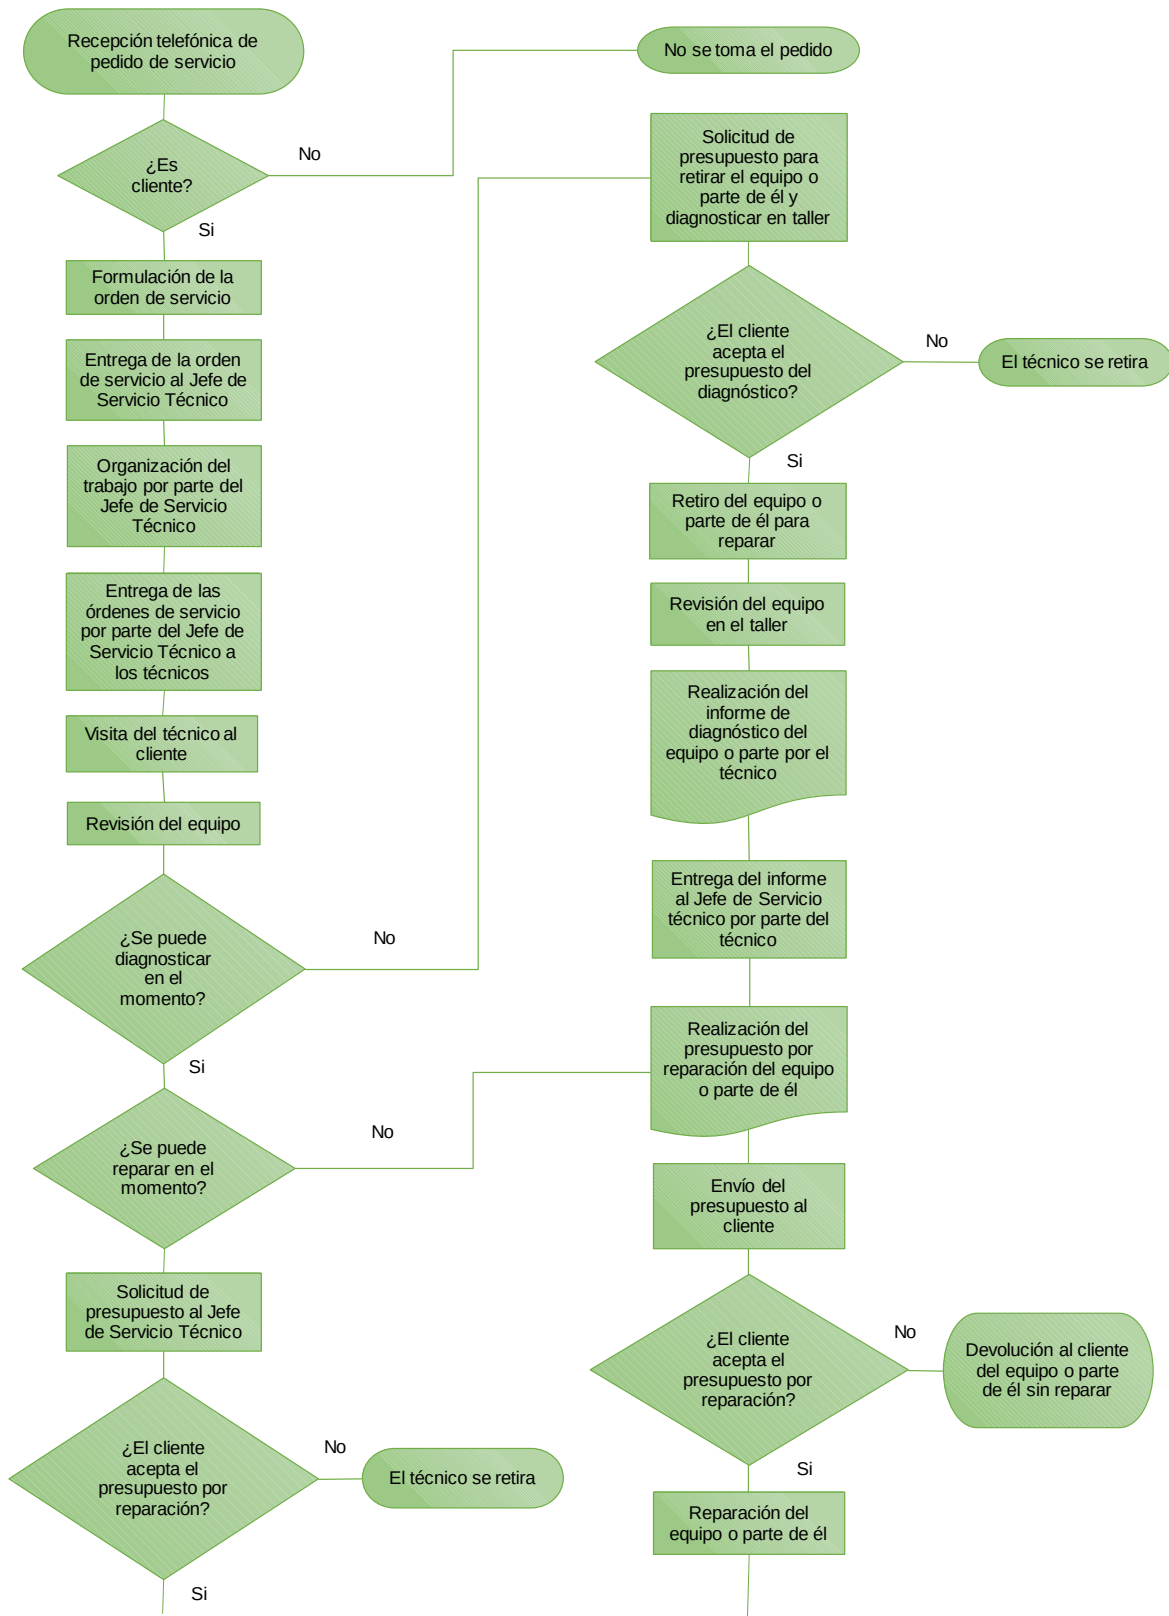 Recepción telefónica de
pedido de servicio
No se toma el pedido
¿Es
cliente?
No
Si
Formulación de la
orden de servicio
Entrega de la orden
de servicio al Jefe de
Servicio Técnico
Organización del
trabajo por parte del
Jefe de Servicio
Técnico
Entrega de las
órdenes de servicio
por parte del Jefe de
Servicio Técnico a
los técnicos
Visita del técnico al
cliente
Revisión del equipo
¿Se puede
diagnosticar
en el
momento?
No
Si
¿Se puede
reparar en el
momento?
No
Solicitud de
presupuesto al Jefe
de Servicio Técnico
¿El cliente
acepta el
presupuesto por
reparación?
No
El técnico se retira
Si
Solicitud de
presupuesto para
retirar el equipo o
parte de él y
diagnosticar en taller
¿El cliente
acepta el
presupuesto del
diagnóstico?
No
El técnico se retira
Si
Retiro del equipo o
parte de él para
reparar
Revisión del equipo
en el taller
Realización del
informe de
diagnóstico del
equipo o parte por el
técnico
Entrega del informe
al Jefe de Servicio
técnico por parte del
técnico
Realización del
presupuesto por
reparación del equipo
o parte de él
Envío del
presupuesto al
cliente
¿El cliente
acepta el
presupuesto por
reparación?
No
Devolución al cliente
del equipo o parte
de él sin reparar
Si
Reparación del
equipo o parte de él